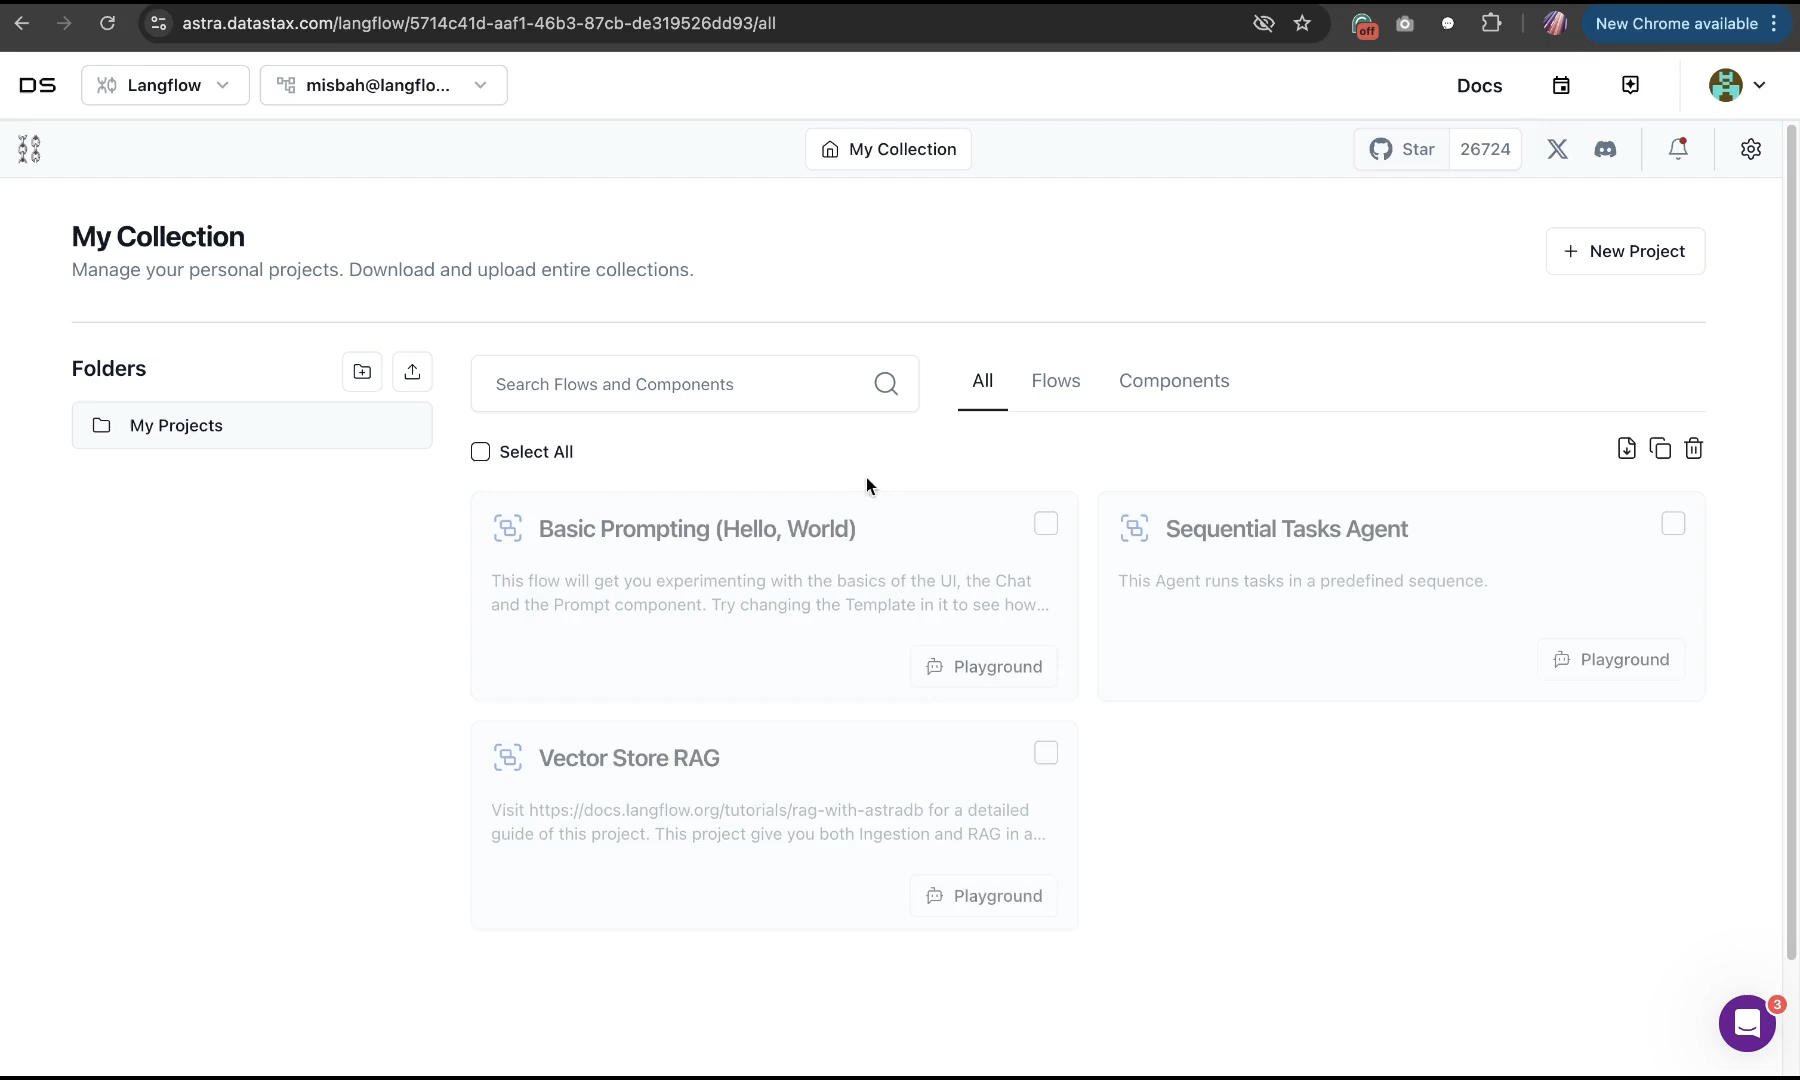 astra.datastax.com/langflow/5714c41d-aaf1-46b3-87cb-de319526dd93/all
off
New Chrome available
DS
Langflow
misbah@langflo...
Docs
My Collection
Star
26724
My Collection
Manage your personal projects. Download and upload entire collections.
New Project
Folders
My Projects
Search Flows and Components
All
Flows
Components
Select All
Basic Prompting (Hello, World)
This flow will get you experimenting with the basics of the UI, the Chat
and the Prompt component. Try changing the Template in it to see how...
Playground
Sequential Tasks Agent
This Agent runs tasks in a predefined sequence.
Playground
Vector Store RAG
Visit https://docs.langflow.org/tutorials/rag-with-astradb for a detailed
guide of this project. This project give you both Ingestion and RAG in a...
Playground
3